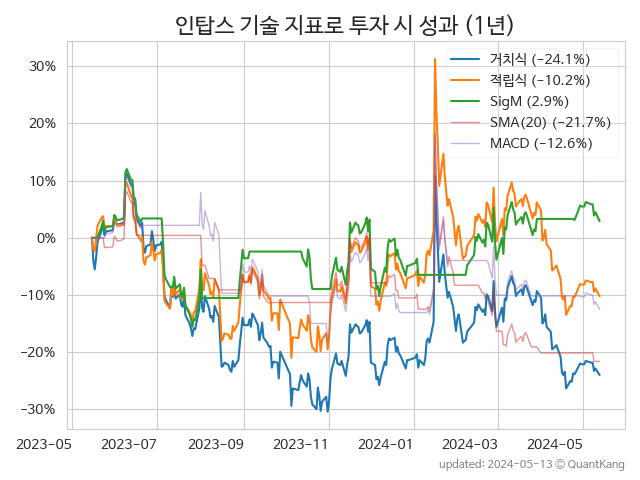 인탑스 기술 지표로 투자 시 성과 (1년)
거치식 (−24.1%)
적립식 (−10.2%)
SigM (2.9%)
SMA(20) (−21.7%)
MACD (−12.6%)
30%
20%
10%
0%
−10%
−20%
−30%
2023-05
2023-07
2023-09
2023-11
2024-01
2024-03
2024-05
updated: 2024-05-13 © QuantKang